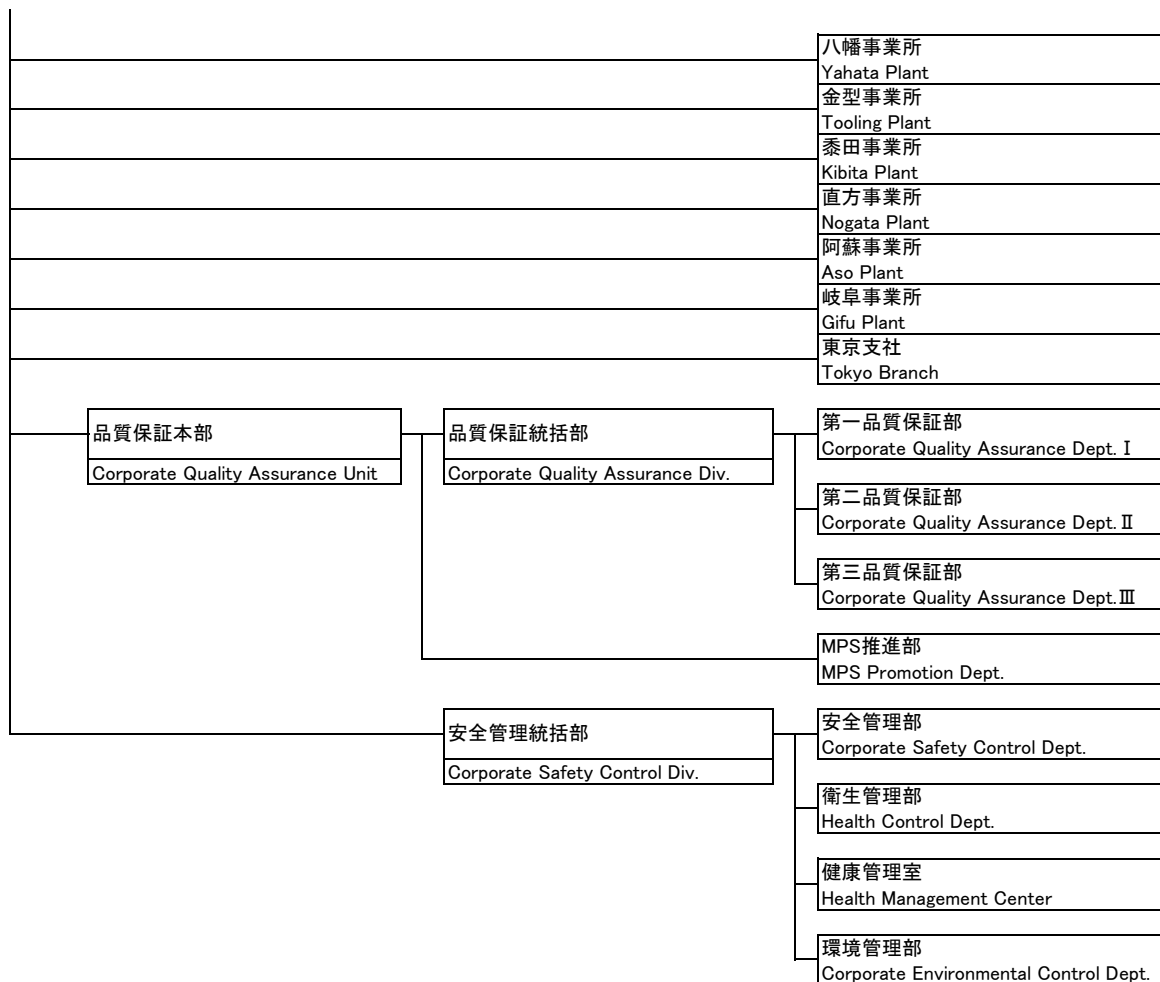 八幡事業所
Yahata Plant
金型事業所
Tooling Plant
黍田事業所
Kibita Plant
直方事業所
Nogata Plant
阿蘇事業所
Aso Plant
岐阜事業所
Gifu Plant
東京支社
Tokyo Branch
品質保証本部
Corporate Quality Assurance Unit
品質保証統括部
Corporate Quality Assurance Div.
第一品質保証部
Corporate Quality Assurance Dept. I
第二品質保証部
Corporate Quality Assurance Dept. Ⅱ
第三品質保証部
Corporate Quality Assurance Dept.Ⅲ
MPS推進部
MPS Promotion Dept.
安全管理統括部
Corporate Safety Control Div.
安全管理部
Corporate Safety Control Dept.
衛生管理部
Health Control Dept.
健康管理室
Health Management Center
環境管理部
Corporate Environmental Control Dept.